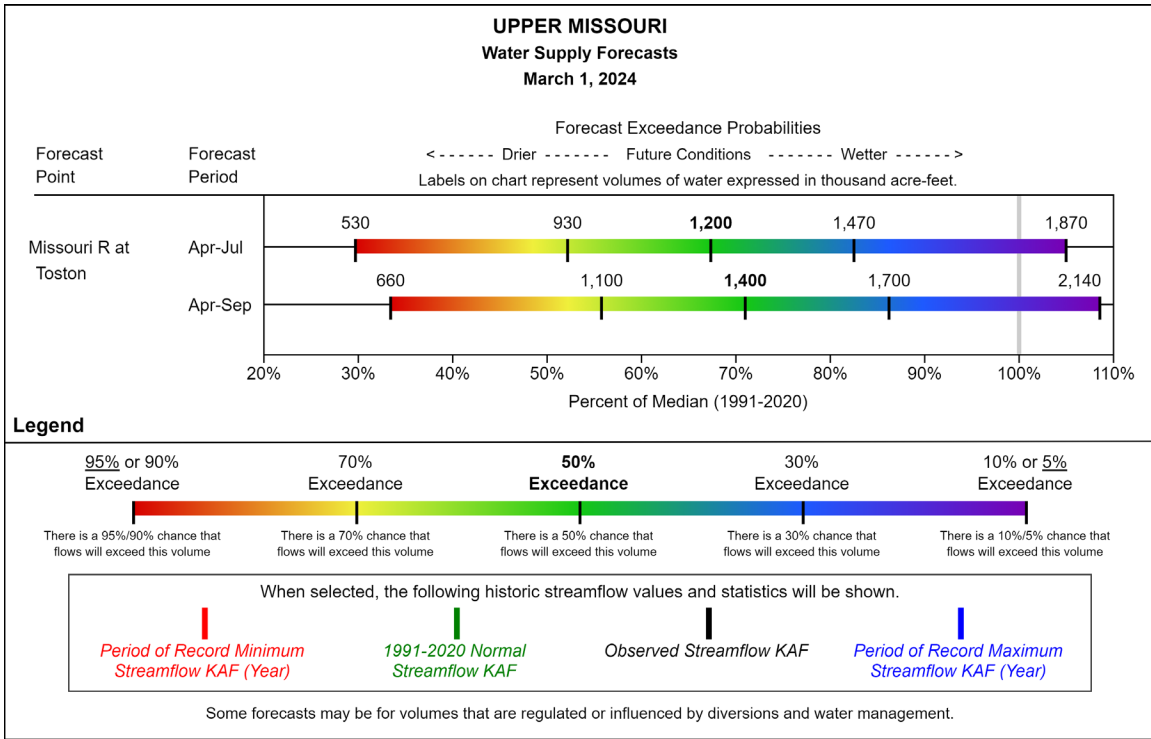 UPPER MISSOURI
Water Supply Forecasts
March 1, 2024
Forecast Exceedance Probabilities
Forecast Point
Forecast Period
<- - - - - - Drier - - - - - - - Future Conditions - - - - - - - Wetter - - - - - ->
Labels on chart represent volumes of water expressed in thousand acre-feet.
Missouri R at Toston
Apr-Jul
530 930 1,200 1,470 1,870
Apr-Sep
660 1,100 1,400 1,700 2,140
20% 30% 40% 50% 60% 70% 80% 90% 100% 110%
Percent of Median (1991-2020)
Legend
95% or 90% Exceedance
70% Exceedance
50% Exceedance
30% Exceedance
10% or 5% Exceedance
There is a 95%/90% chance that flows will exceed this volume
There is a 70% chance that flows will exceed this volume
There is a 50% chance that flows will exceed this volume
There is a 30% chance that flows will exceed this volume
There is a 10%/5% chance that flows will exceed this volume
When selected, the following historic streamflow values and statistics will be shown.
Period of Record Minimum Streamflow KAF (Year)
1991-2020 Normal Streamflow KAF
Observed Streamflow KAF
Period of Record Maximum Streamflow KAF (Year)
Some forecasts may be for volumes that are regulated or influenced by diversions and water management.